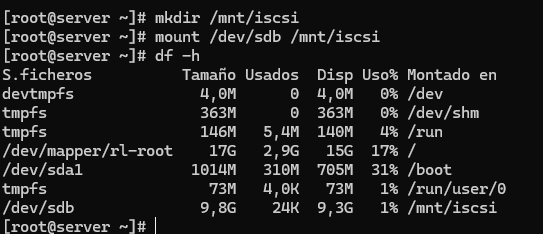 [root@server ~]# mkdir /mnt/iscsi
[root@server ~]# mount /dev/sdb /mnt/iscsi
[root@server ~]# df -h
S.ficheros Tamaño Usados Disp Uso% Montado en
devtmpfs 4,0M 0 4,0M 0% /dev
tmpfs 363M 0 363M 0% /dev/shm
tmpfs 146M 5,4M 140M 4% /run
/dev/mapper/rl-root 17G 2,9G 15G 17% /
/dev/sda1 1014M 310M 705M 31% /boot
tmpfs 73M 4,0K 73M 1% /run/user/0
/dev/sdb 9,8G 24K 9,3G 1% /mnt/iscsi
[root@server ~]#